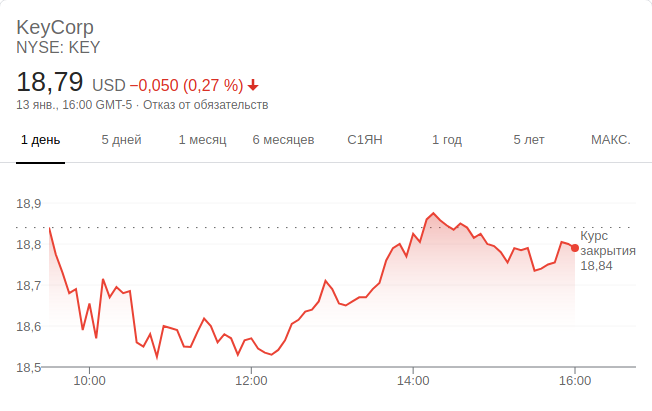 KeyCorp
NYSE: KEY
18,79 USD −0,050 (0,27 %)
13 янв., 16:00 GMT-5 · Отказ от обязательств
1 день 5 дней 1 месяц 6 месяцев С1ЯН 1 год 5 лет МАКС.
18,9
18,8
18,7
18,6
18,5
Курс
закрытия
18,84
10:00 12:00 14:00 16:00